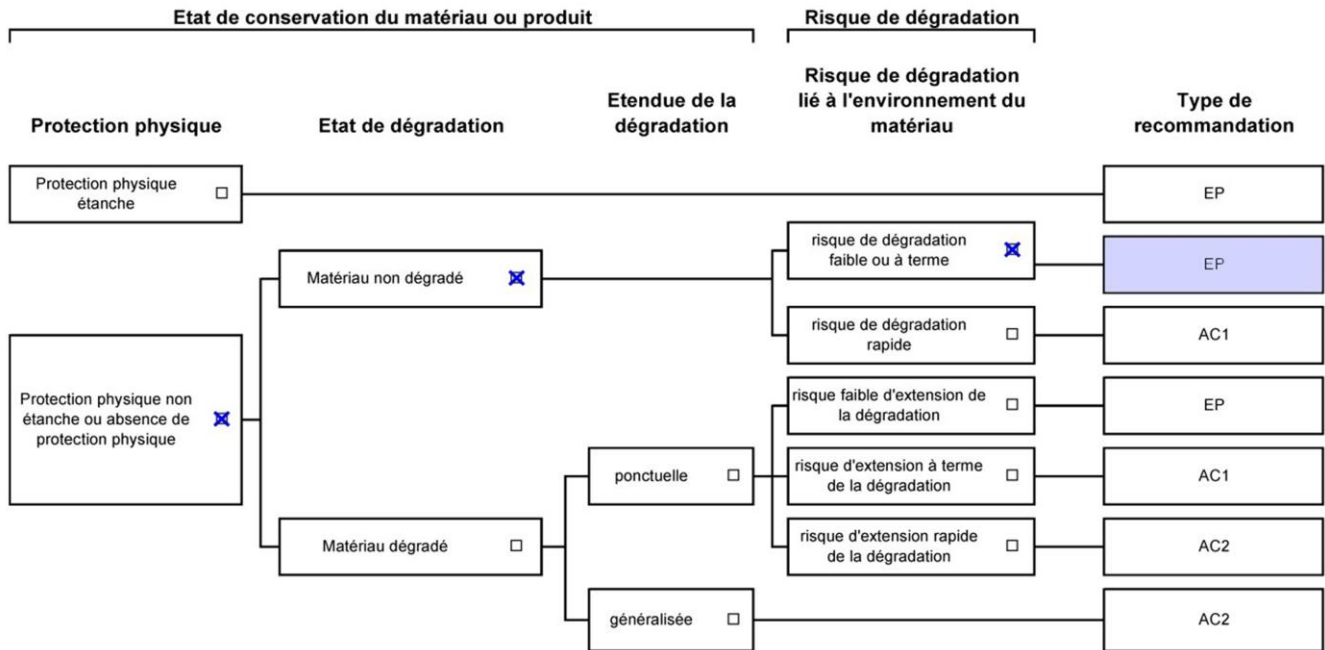 Etat de conservation du matériau ou produit
Risque de dégradation
Protection physique
Etat de dégradation
Etendue de la
dégradation
Risque de dégradation
lié à l'environnement du
matériau
Type de
recommandation
Protection physique
étanche
EP
risque de dégradation
faible ou à terme
EP
Matériau non dégradé
risque de dégradation
rapide
AC1
Protection physique non
étanche ou absence de
protection physique
risque faible d'extension de
la dégradation
EP
ponctuelle
risque d'extension à terme
de la dégradation
AC1
Matériau dégradé
risque d'extension rapide
de la dégradation
AC2
généralisée
AC2